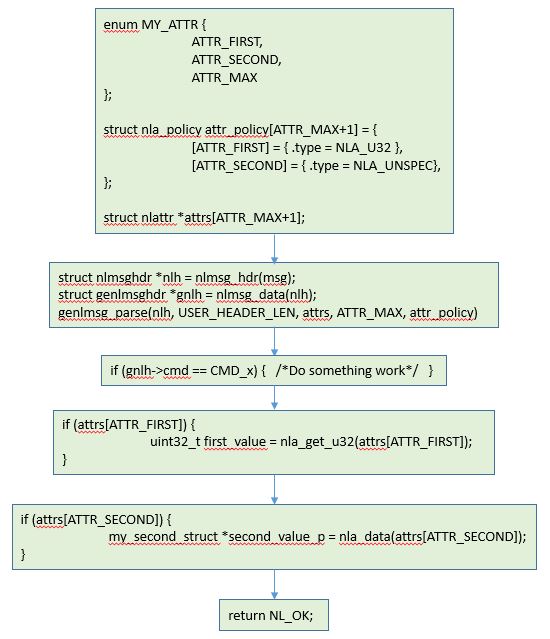 enum MY_ATTR {
ATTR_FIRST,
ATTR_SECOND,
ATTR_MAX
};
struct nla_policy attr_policy[ATTR_MAX+1] = {
[ATTR_FIRST] = { .type = NLA_U32 },
[ATTR_SECOND] = { .type = NLA_UNSPEC},
};
struct nlattr *attrs[ATTR_MAX+1];
struct nlmsghdr *nlh = nlmsg_hdr(msg);
struct genlmsghdr *gnlh = nlmsg_data(nlh);
genlmsg_parse(nlh, USER_HEADER_LEN, attrs, ATTR_MAX, attr_policy)
if (gnlh->cmd == CMD_x) { /*Do something work*/ }
if (attrs[ATTR_FIRST]) {
uint32_t first_value = nla_get_u32(attrs[ATTR_FIRST]);
}
if (attrs[ATTR_SECOND]) {
my_second_struct *second_value_p = nla_data(attrs[ATTR_SECOND]);
}
return NL_OK;